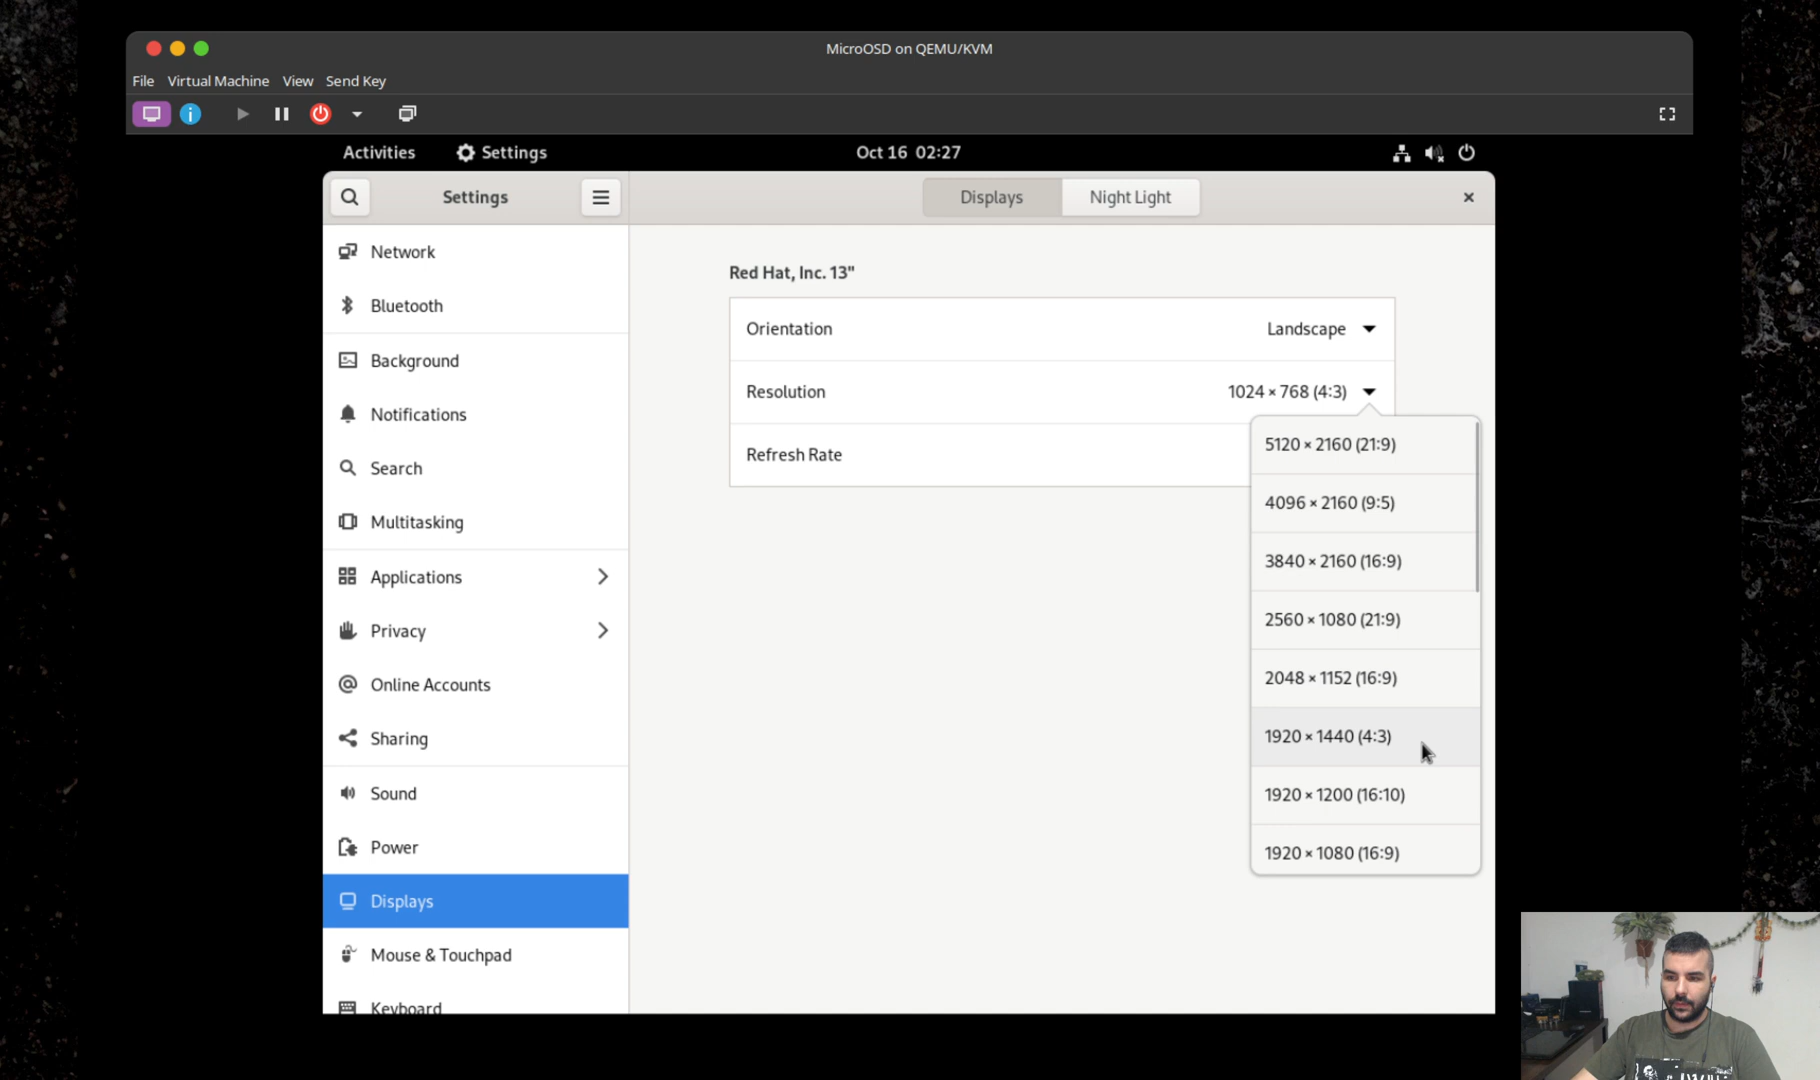 MicroOSD on QEMU/KVM
File Virtual Machine View Send Key
Activities Settings Oct 16 02:27
Settings Displays Night Light
Network
Bluetooth
Background
Notifications
Search
Multitasking
Applications
Privacy
Online Accounts
Sharing
Sound
Power
Displays
Mouse & Touchpad
Keyboard
Red Hat, Inc. 13"
Orientation Landscape
Resolution 1024 × 768 (4:3)
Refresh Rate
5120 × 2160 (21:9)
4096 × 2160 (9:5)
3840 × 2160 (16:9)
2560 × 1080 (21:9)
2048 × 1152 (16:9)
1920 × 1440 (4:3)
1920 × 1200 (16:10)
1920 × 1080 (16:9)